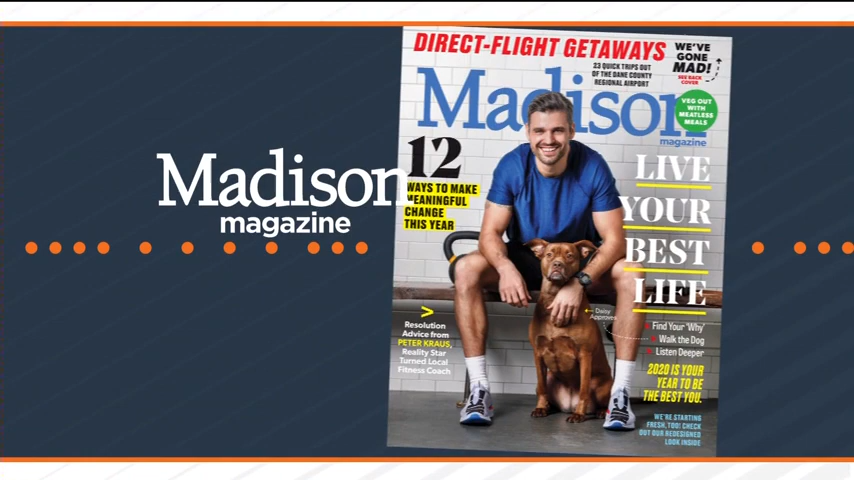 Madison
magazine
DIRECT-FLIGHT GETAWAYS
23 QUICK TRIPS OUT
OF THE DANE COUNTY
REGIONAL AIRPORT
WE'VE
GONE
MAD!
SEE BACK
COVER
Madison
magazine
VEG OUT
WITH
MEATLESS
MEALS
12
WAYS TO MAKE
MEANINGFUL
CHANGE
THIS YEAR
LIVE
YOUR
BEST
LIFE
>
Resolution
Advice from
PETER KRAUS,
Reality Star
Turned Local
Fitness Coach
Daisy
Approves
Find Your 'Why'
Walk the Dog
Listen Deeper
2020 IS YOUR
YEAR TO BE
THE BEST YOU.
WE'RE STARTING
FRESH, TOO! CHECK
OUT OUR REDESIGNED
LOOK INSIDE